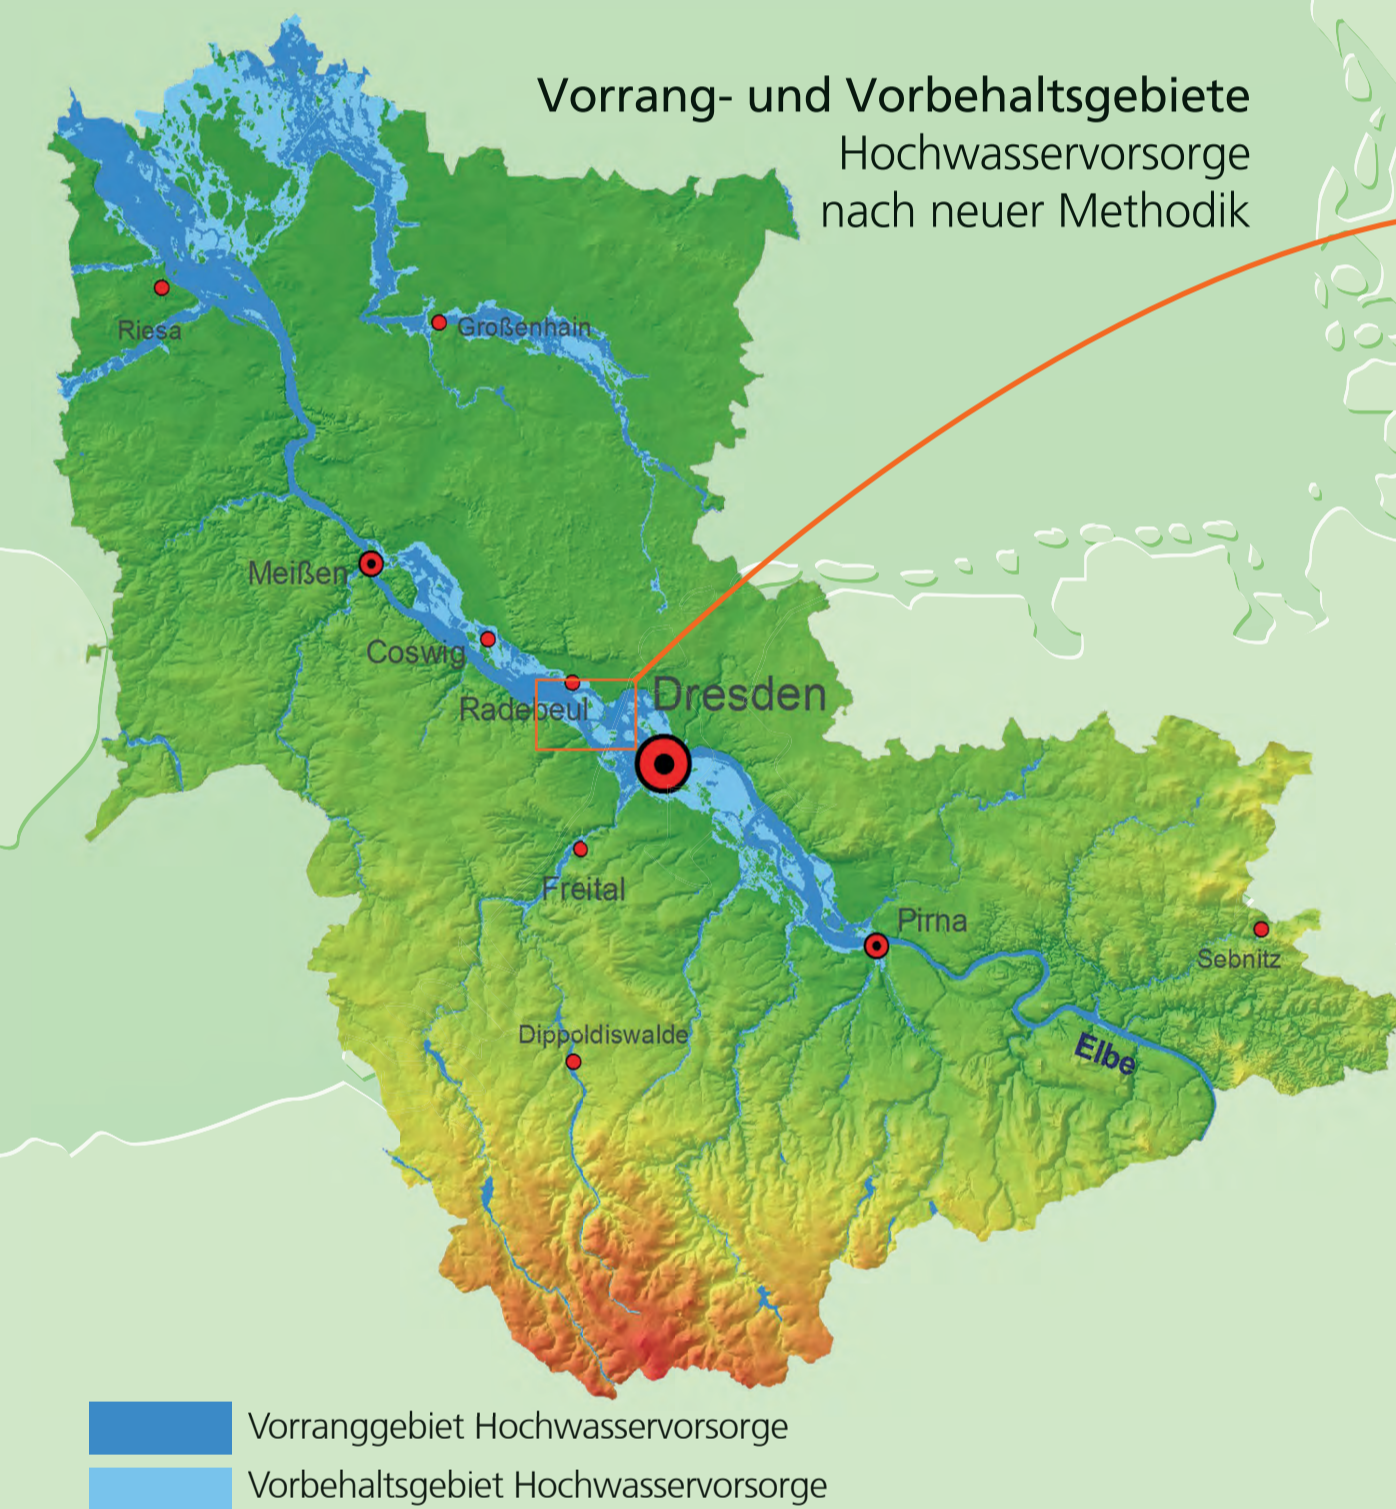 Vorrang- und Vorbehaltsgebiete
Hochwasservorsorge
nach neuer Methodik
Riesa
Großenhain
Meißen
Coswig
Radebeul
Dresden
Freital
Pirna
Sebnitz
Dippoldiswalde
Elbe
Vorranggebiet Hochwasservorsorge
Vorbehaltsgebiet Hochwasservorsorge